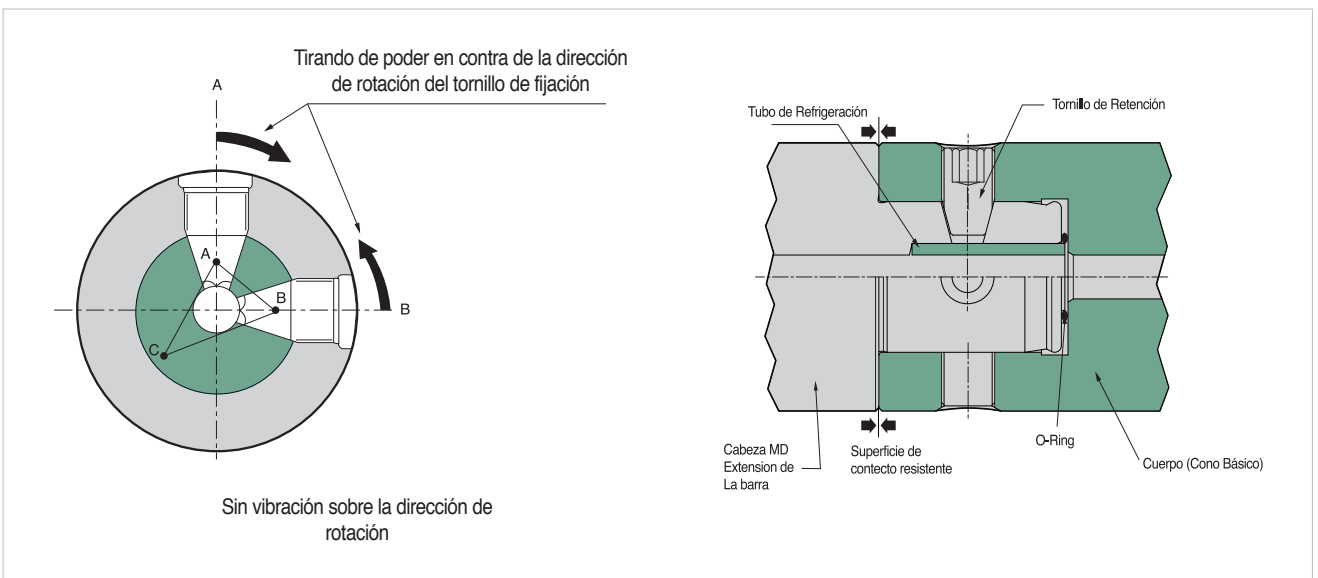 Tirando de poder en contra de la dirección
de rotación del tornillo de fijación
A
A
B
B
C
Sin vibración sobre la dirección de
rotación
Tubo de Refrigeración
Tornillo de Retención
Cabeza MD
Extension de
La barra
Superficie de
contecto resistente
O-Ring
Cuerpo (Cono Básico)